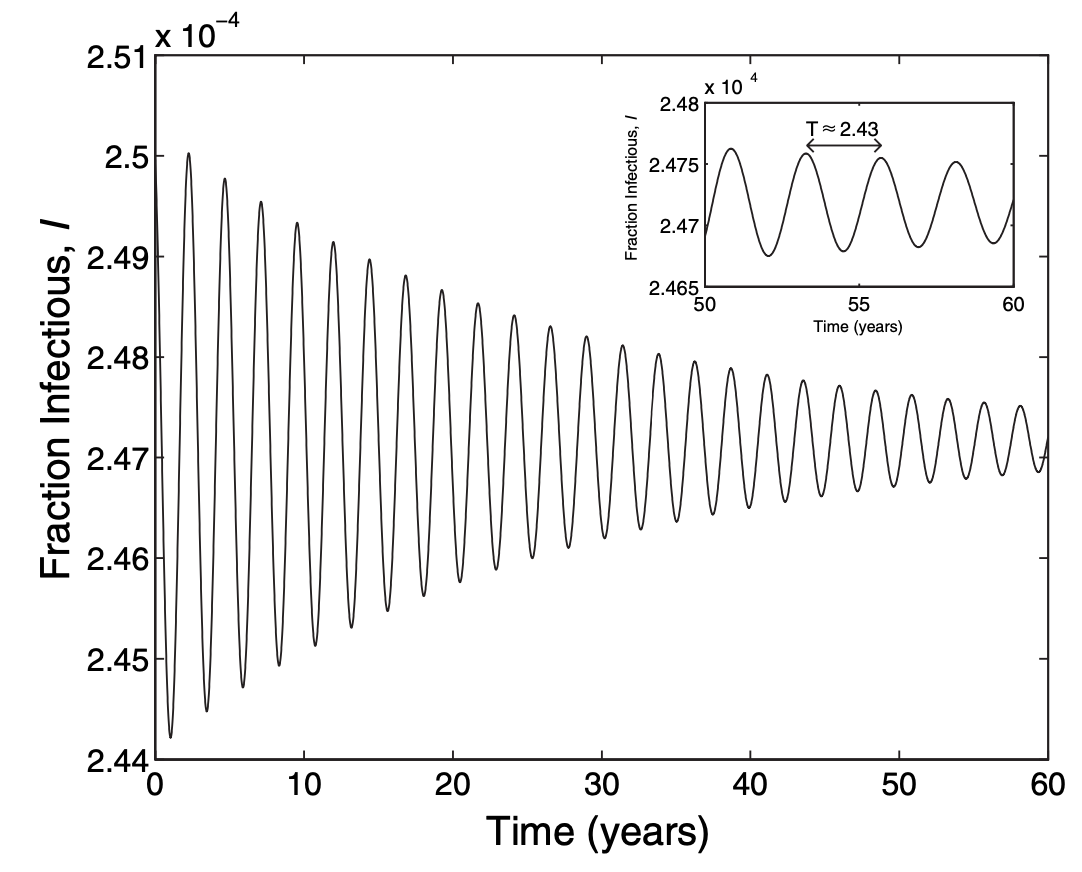 x 10⁻⁴
2.51
2.5
2.49
2.48
2.47
2.46
2.45
2.44
Fraction Infectious, I
0 10 20 30 40 50 60
Time (years)
x 10 ⁴
2.48
2.475
2.47
2.465
Fraction Infectious, I
T ≈ 2.43
50 55 60
Time (years)